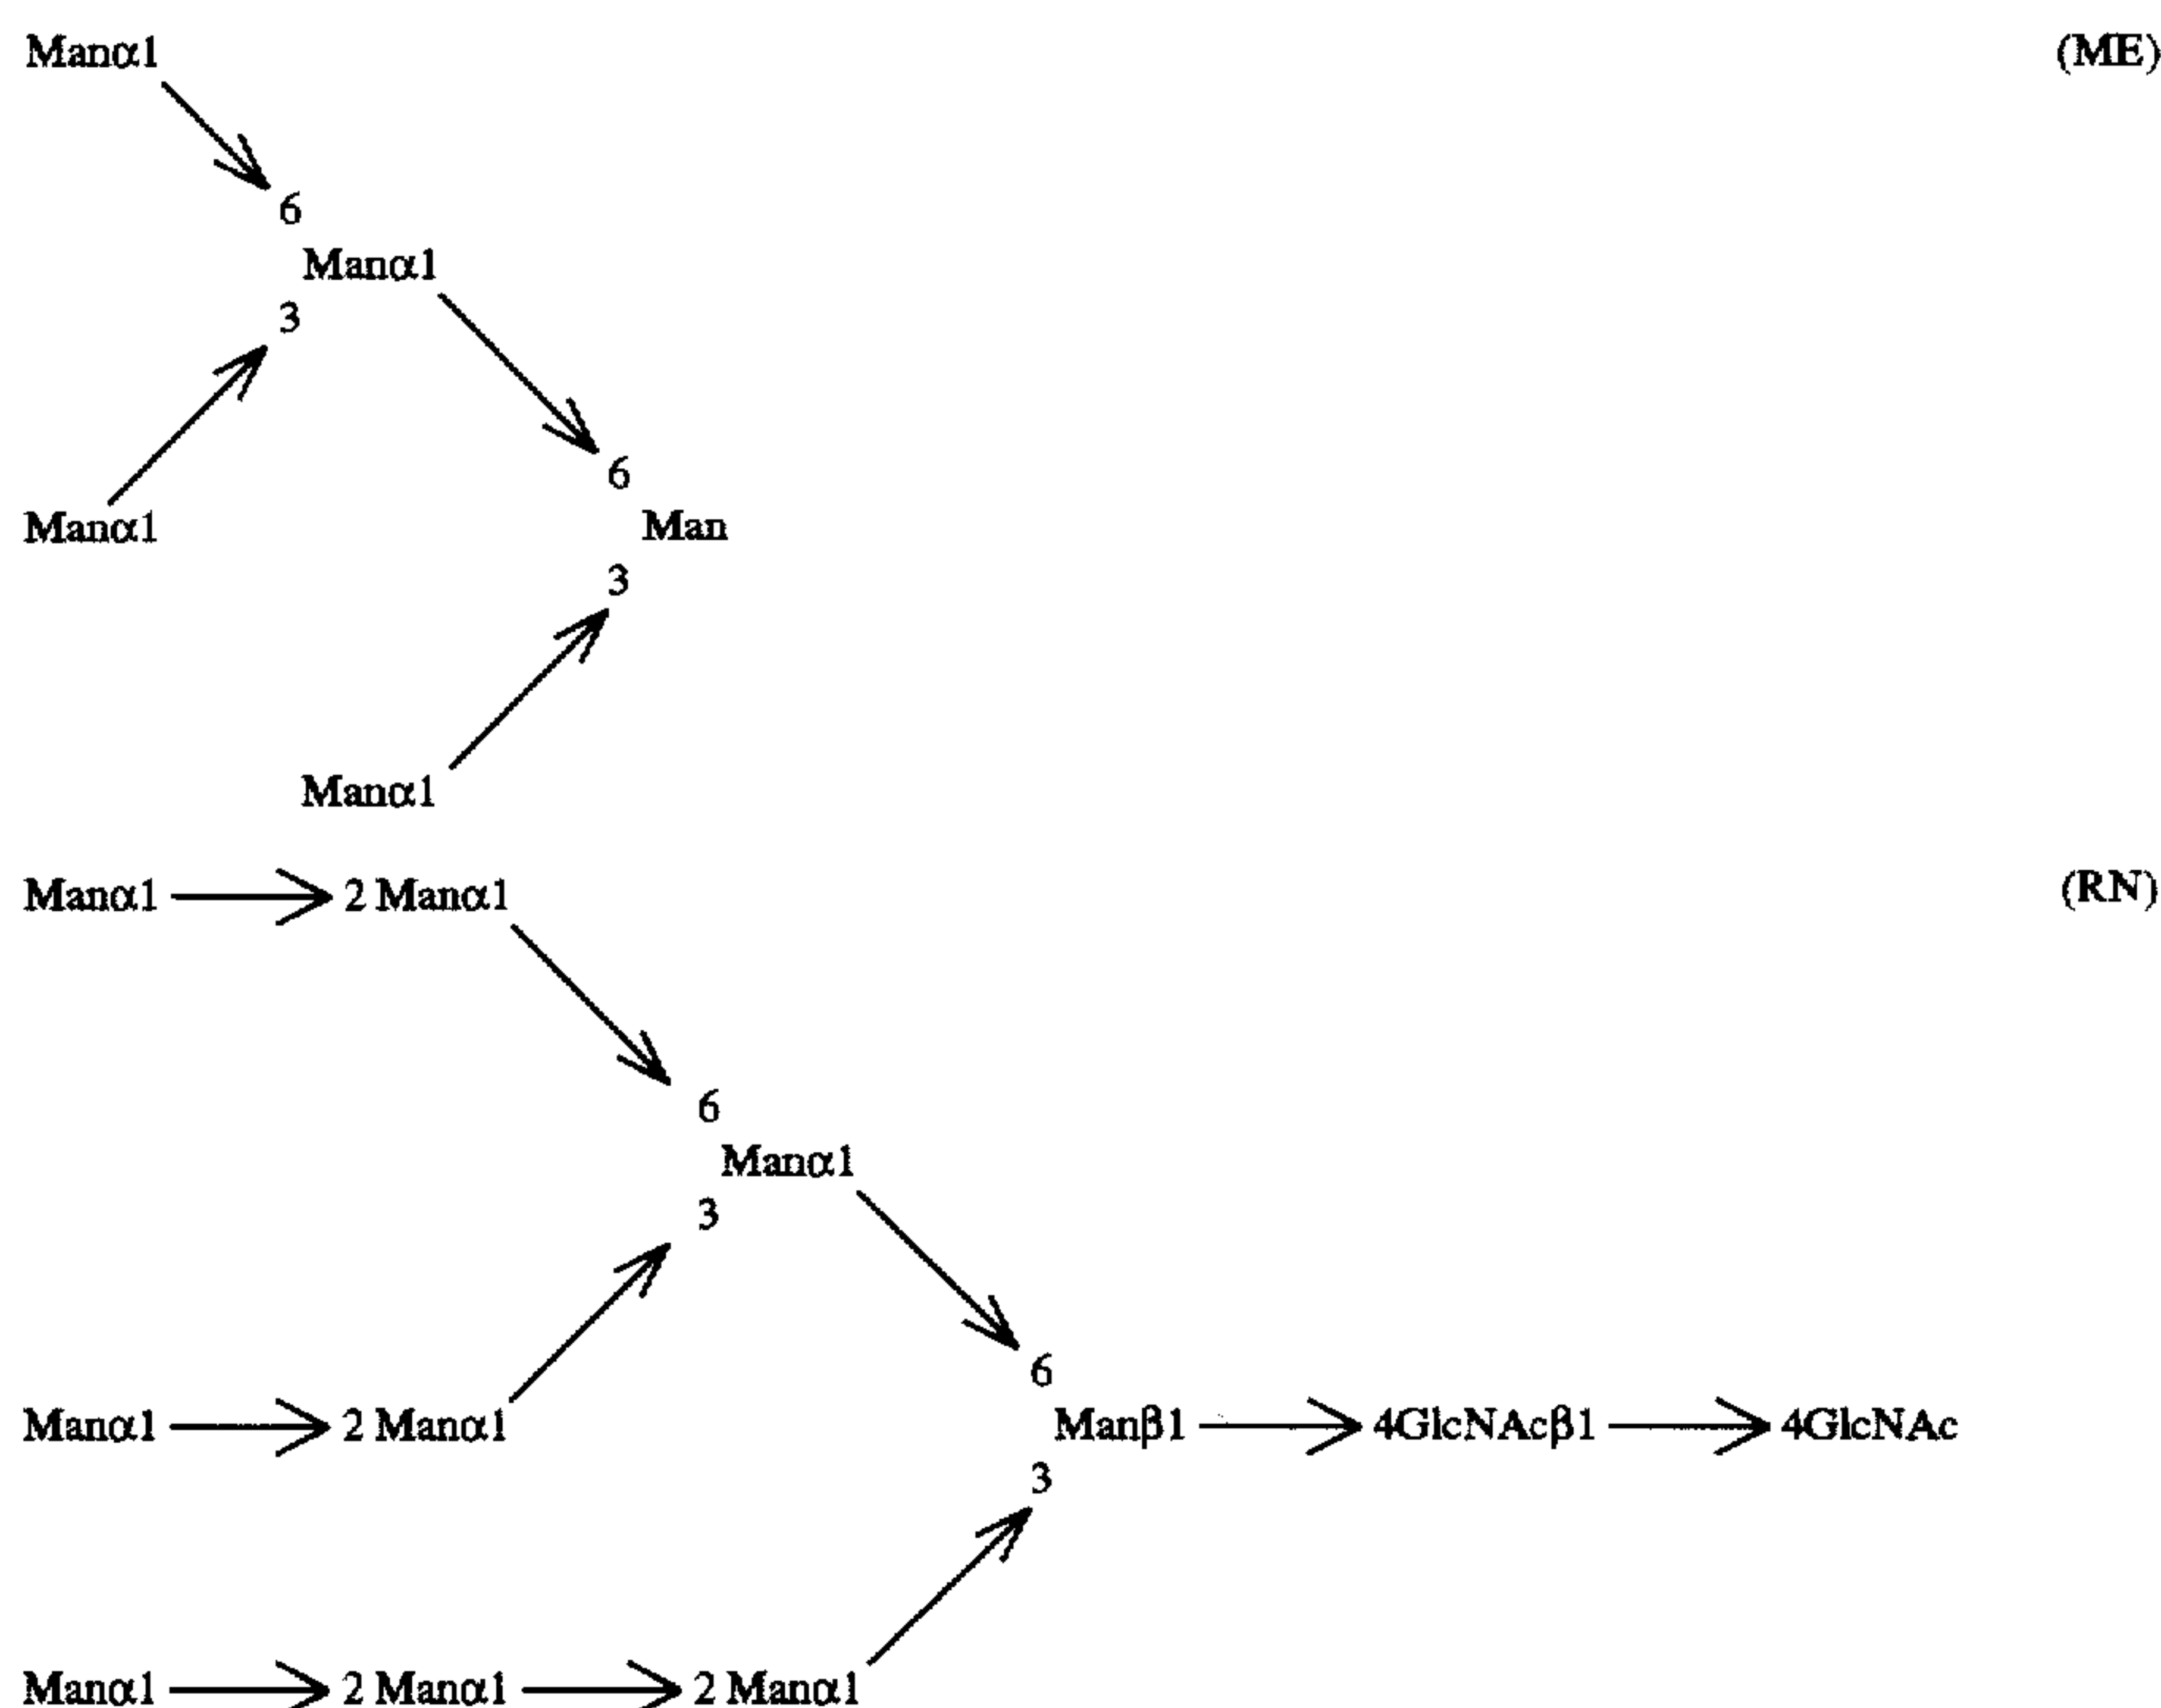 Manα1 (ME)
6
Manα1
3
6
Manα1 Man
3
Manα1
Manα1 2 Manα1 (RN)
6
Manα1
3
6
Manα1 2 Manα1 Manβ1 4GlcNAcβ1 4GlcNAc
3
Manα1 2 Manα1 2 Manα1